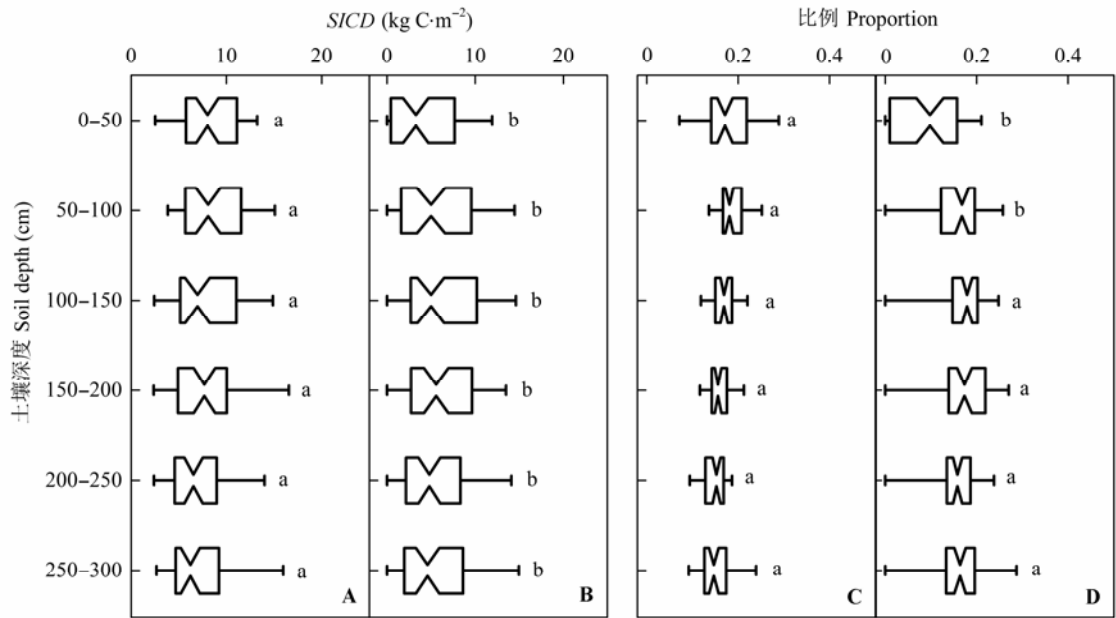 SICD (kg C·m⁻²) 比例 Proportion
0 10 20 0 10 20 0 0.2 0.4 0 0.2 0.4
土壤深度 Soil depth (cm)
0–50 a b a b
50–100 a b a b
100–150 a b a a
150–200 a b a a
200–250 a b a a
250–300 a b a a
A B C D